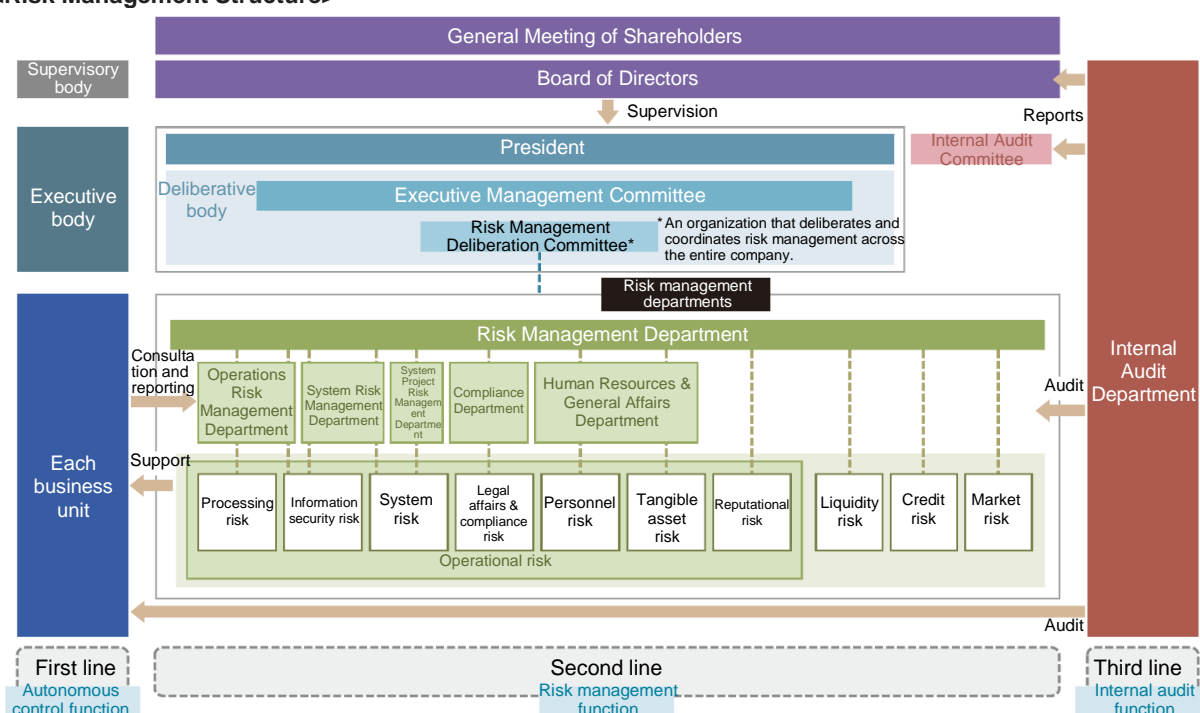 <Risk Management Structure>
General Meeting of Shareholders
Supervisory
body
Board of Directors
Supervision
Reports
Executive
body
President
Internal Audit
Committee
Deliberative
body
Executive Management Committee
Risk Management
Deliberation Committee*
* An organization that deliberates and
coordinates risk management across
the entire company.
Risk management
departments
Risk Management Department
Consulta
tion and
reporting
Operations
Risk
Management
Department
System Risk
Management
Department
System
Project
Risk
Managem
ent
Departme
nt
Compliance
Department
Human Resources &
General Affairs
Department
Internal
Audit
Department
Audit
Each
business
unit
Support
Processing
risk
Information
security risk
System
risk
Legal
affairs &
compliance
risk
Personnel
risk
Tangible
asset
risk
Reputational
risk
Liquidity
risk
Credit
risk
Market
risk
Operational risk
Audit
First line
Autonomous
control function
Second line
Risk management
function
Third line
Internal audit
function